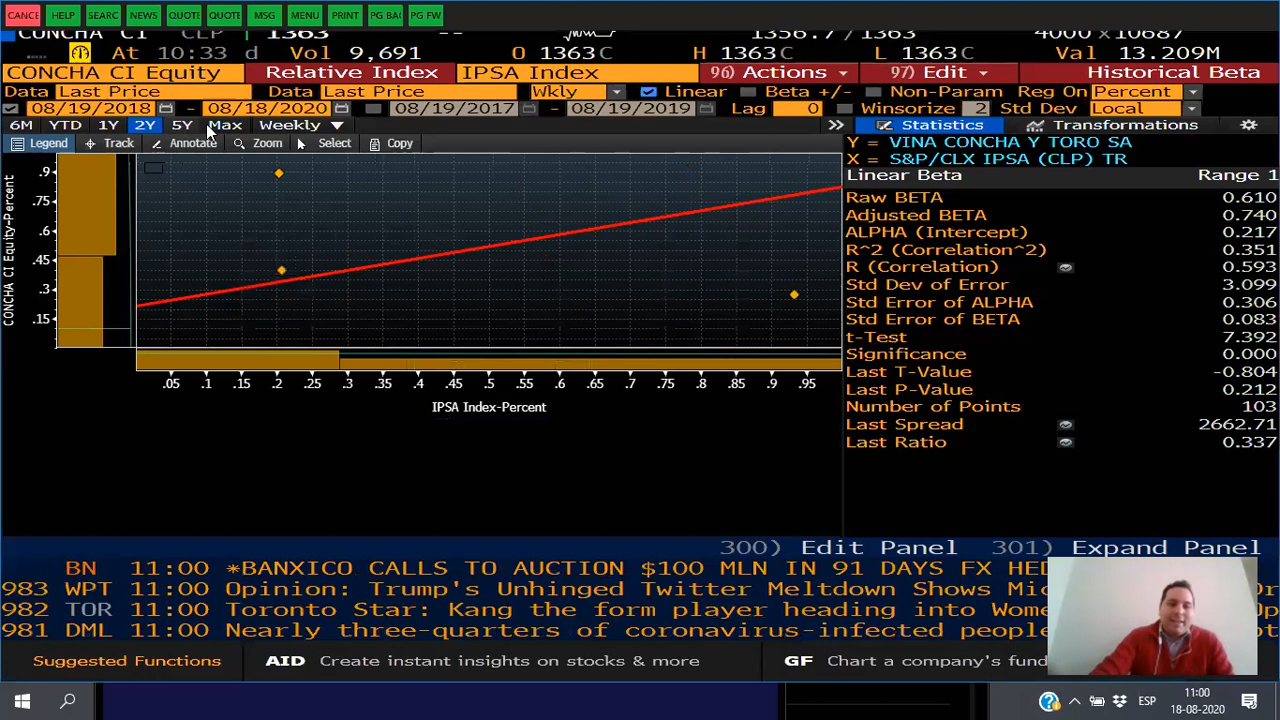 CANCE HELP SEARC NEWS QUOTE QUOTE MSG MENU PRINT PG BAC PG FW
CONCHA CI CLP 1363 -- 1356.7 / 1363 4000 x 10687
At 10:33 d Vol 9,691 O 1363C H 1363C L 1363C Val 13.209M
CONCHA CI Equity Relative Index IPSA Index 96) Actions 97) Edit Historical Beta
Data Last Price Data Last Price Wkly Linear Beta +/- Non-Param Reg On Percent
08/19/2018 - 08/18/2020 08/19/2017 - 08/19/2019 Lag 0 Winsorize 2 Std Dev Local
6M YTD 1Y 2Y 5Y Max Weekly Statistics Transformations
Legend Track Annotate Zoom Select Copy
Y = VINA CONCHA Y TORO SA
X = S&P/CLX IPSA (CLP) TR
Linear Beta Range 1
Raw BETA 0.610
Adjusted BETA 0.740
ALPHA (Intercept) 0.217
R^2 (Correlation^2) 0.351
R (Correlation) 0.593
Std Dev of Error 3.099
Std Error of ALPHA 0.306
Std Error of BETA 0.083
t-Test 7.392
Significance 0.000
Last T-Value -0.804
Last P-Value 0.212
Number of Points 103
Last Spread 2662.71
Last Ratio 0.337
CONCHA CI Equity-Percent
.9
.75
.6
.45
.3
.15
.05 .1 .15 .2 .25 .3 .35 .4 .45 .5 .55 .6 .65 .7 .75 .8 .85 .9 .95
IPSA Index-Percent
300) Edit Panel 301) Expand Panel
BN 11:00 *BANXICO CALLS TO AUCTION $100 MLN IN 91 DAYS FX HED
983 WPT 11:00 Opinion: Trump's Unhinged Twitter Meltdown Shows Mic
982 TOR 11:00 Toronto Star: Kang the form player heading into Wome
981 DML 11:00 Nearly three-quarters of coronavirus-infected people
Suggested Functions AID Create instant insights on stocks & more GF Chart a company's fund
ESP
11:00
18-08-2020